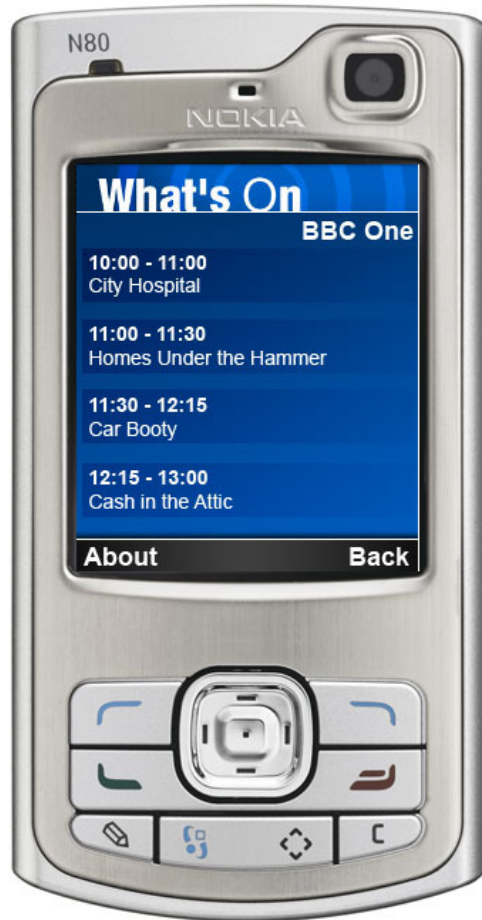 N80
NOKIA
What's On
BBC One
10:00 - 11:00
City Hospital
11:00 - 11:30
Homes Under the Hammer
11:30 - 12:15
Car Booty
12:15 - 13:00
Cash in the Attic
About
Back
C